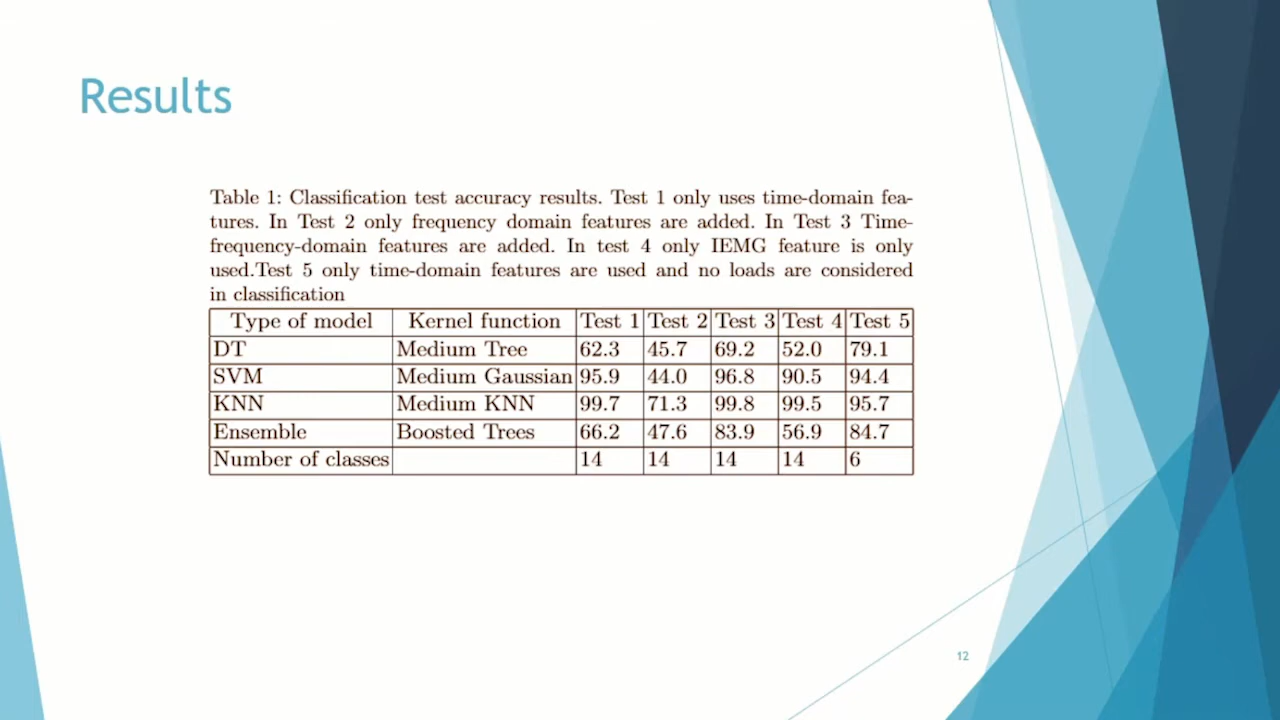 Results
Table 1: Classification test accuracy results. Test 1 only uses time-domain fea-
tures. In Test 2 only frequency domain features are added. In Test 3 Time-
frequency-domain features are added. In test 4 only IEMG feature is only
used.Test 5 only time-domain features are used and no loads are considered
in classification
Type of model Kernel function Test 1 Test 2 Test 3 Test 4 Test 5
DT Medium Tree 62.3 45.7 69.2 52.0 79.1
SVM Medium Gaussian 95.9 44.0 96.8 90.5 94.4
KNN Medium KNN 99.7 71.3 99.8 99.5 95.7
Ensemble Boosted Trees 66.2 47.6 83.9 56.9 84.7
Number of classes 14 14 14 14 6
12